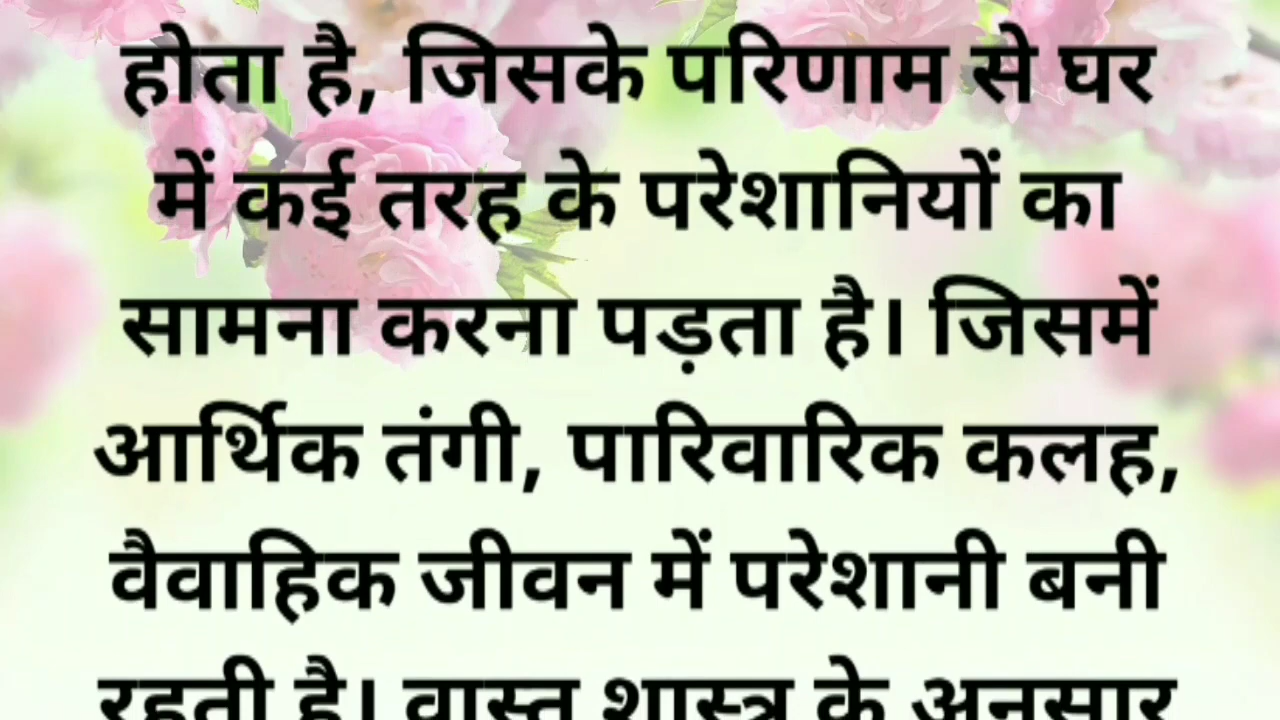 होता है, जिसके परिणाम से घर
में कई तरह के परेशानियों का
सामना करना पड़ता है। जिसमें
आर्थिक तंगी, पारिवारिक कलह,
वैवाहिक जीवन में परेशानी बनी
रहती है। वास्तु शास्त्र के अनुसार